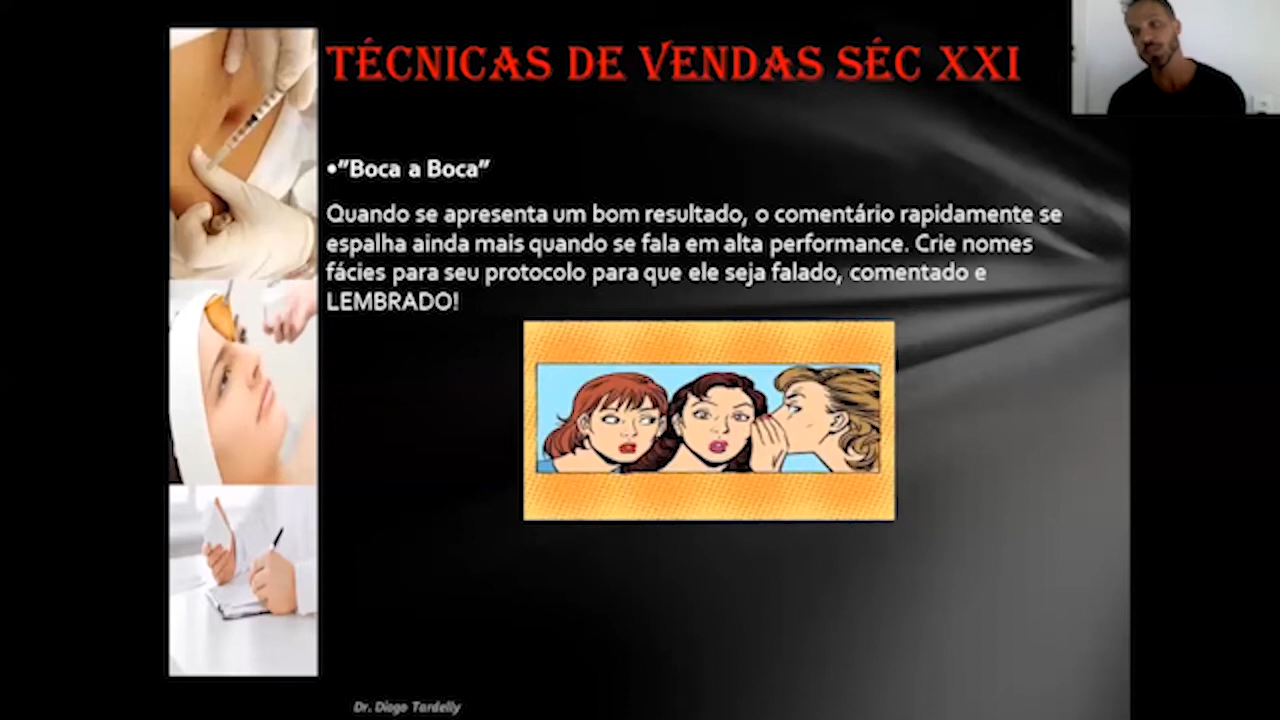 TÉCNICAS DE VENDAS SÉC XXI
•"Boca a Boca"
Quando se apresenta um bom resultado, o comentário rapidamente se
espalha ainda mais quando se fala em alta performance. Crie nomes
fácies para seu protocolo para que ele seja falado, comentado e
LEMBRADO!
Dr. Diogo Tardelly